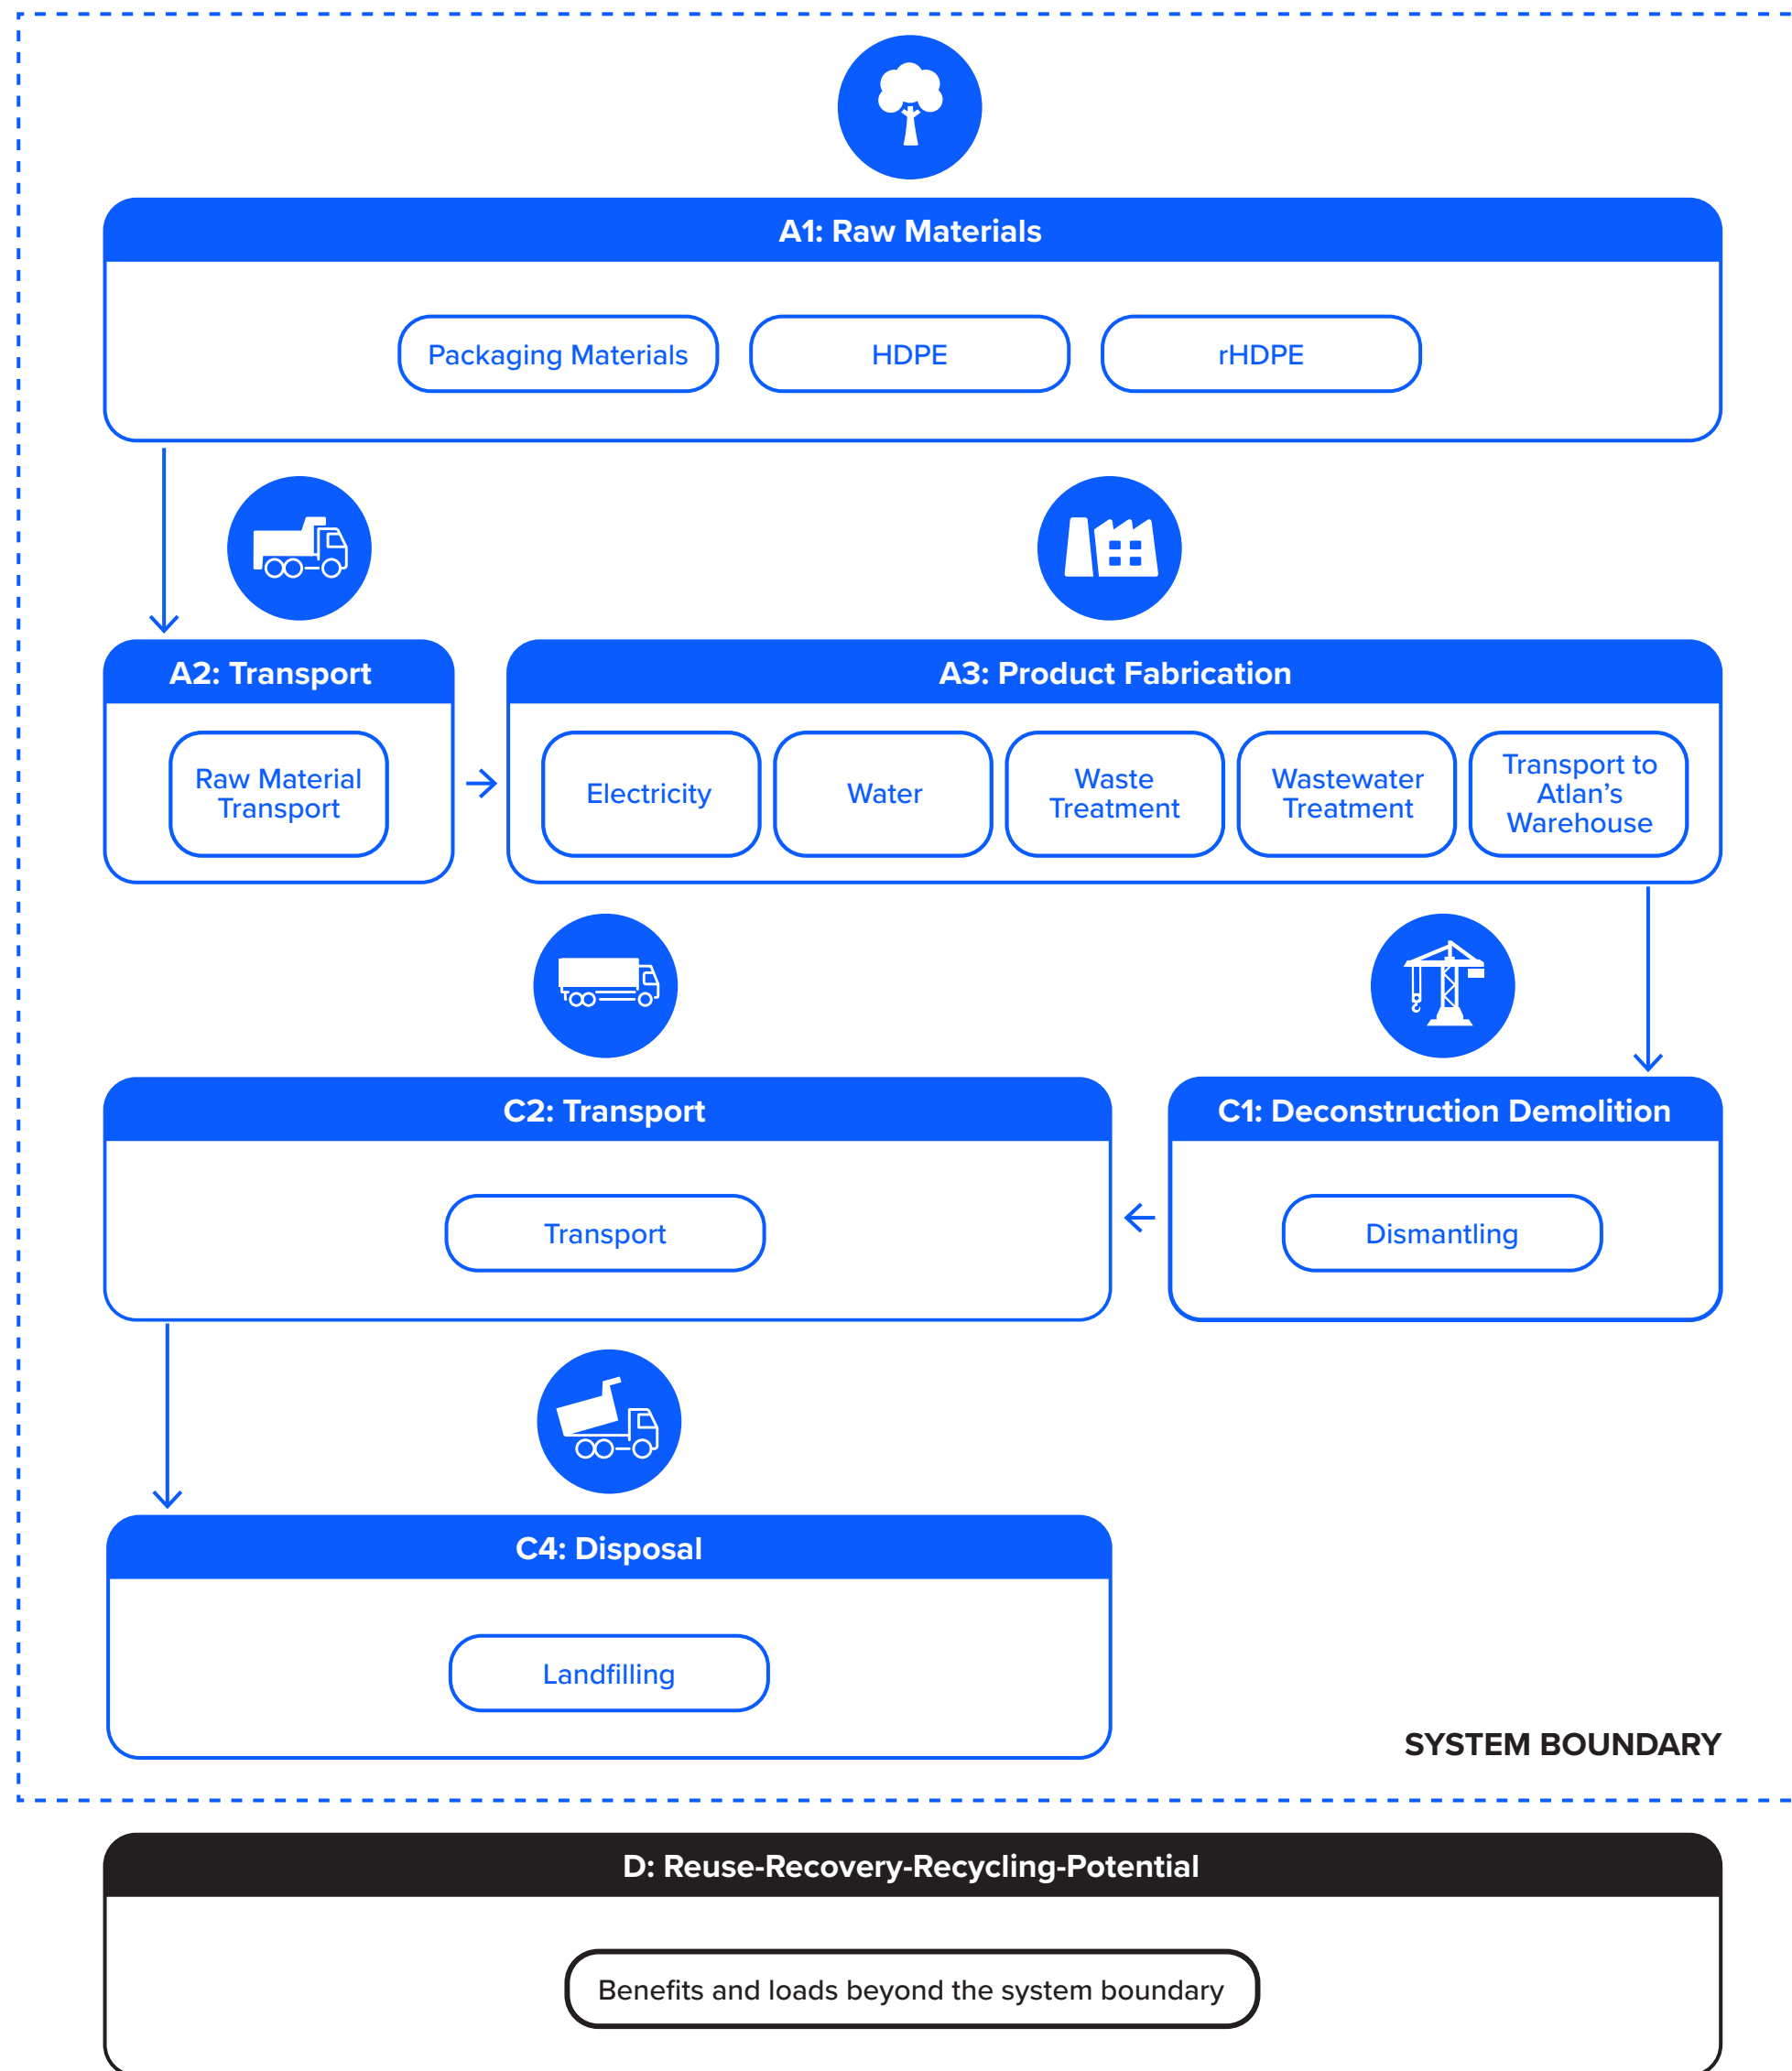 A1: Raw Materials
Packaging Materials
HDPE
rHDPE
A2: Transport
Raw Material
Transport
A3: Product Fabrication
Electricity
Water
Waste
Treatment
Wastewater
Treatment
Transport to
Atlan’s
Warehouse
C2: Transport
Transport
C1: Deconstruction Demolition
Dismantling
C4: Disposal
Landfilling
SYSTEM BOUNDARY
D: Reuse-Recovery-Recycling-Potential
Benefits and loads beyond the system boundary